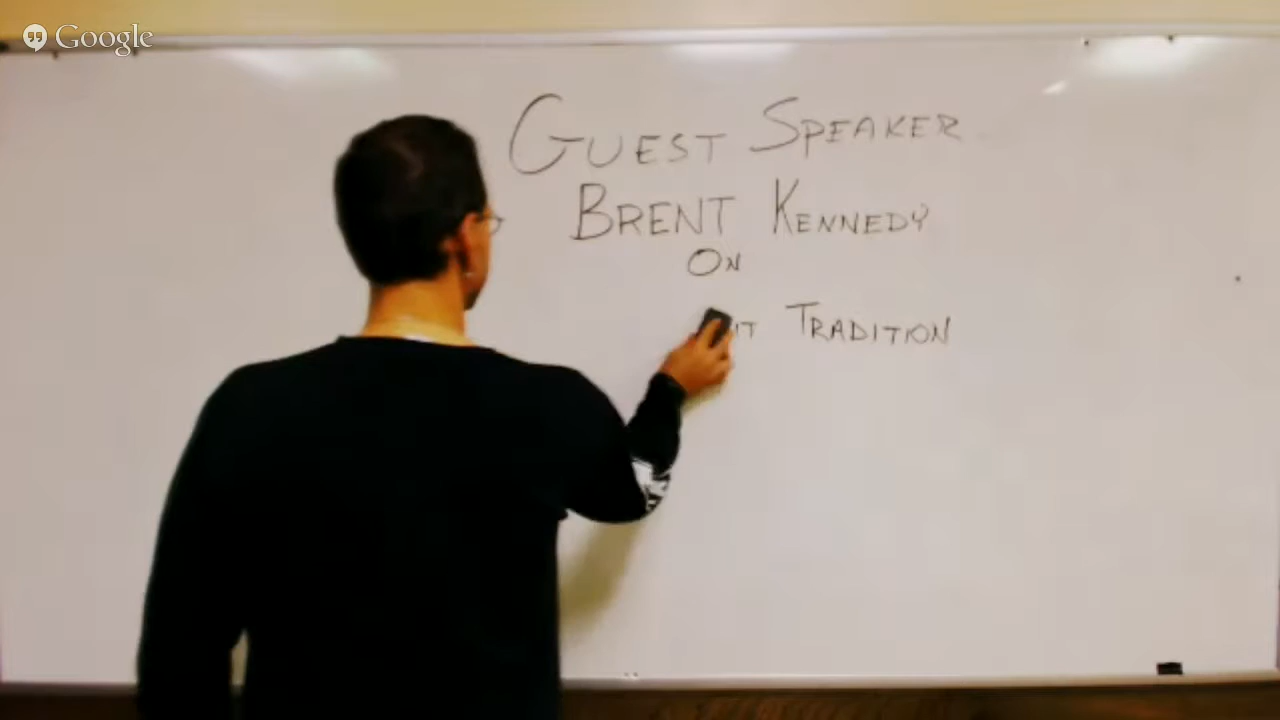 Google
GUEST SPEAKER
BRENT KENNEDY
ON
TRADITION